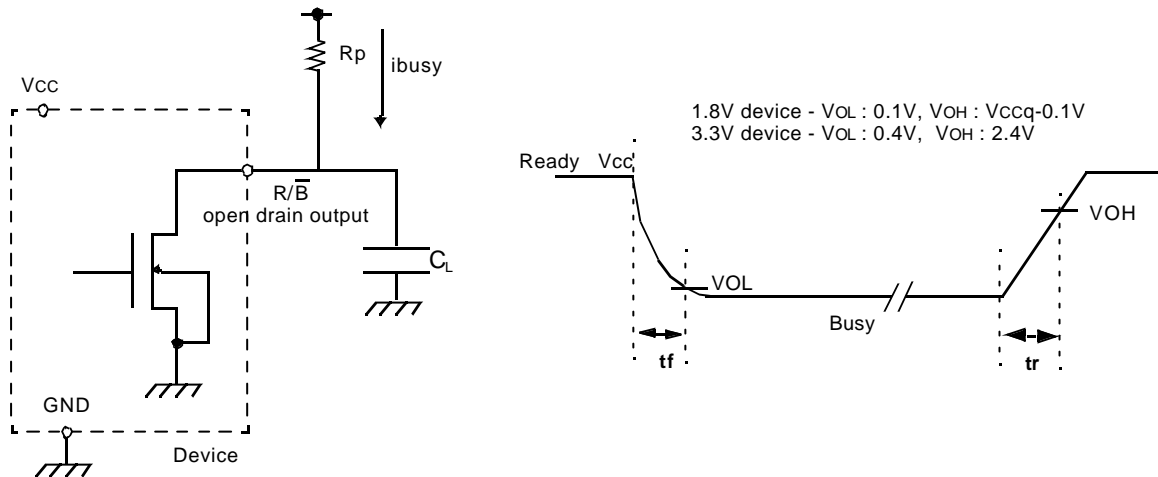 Rp
ibusy
VCC
R/B̅
open drain output
CL
GND
Device
1.8V device - VOL : 0.1V, VOH : VCCq-0.1V
3.3V device - VOL : 0.4V, VOH : 2.4V
Ready Vcc
VOH
VOL
Busy
tf
tr